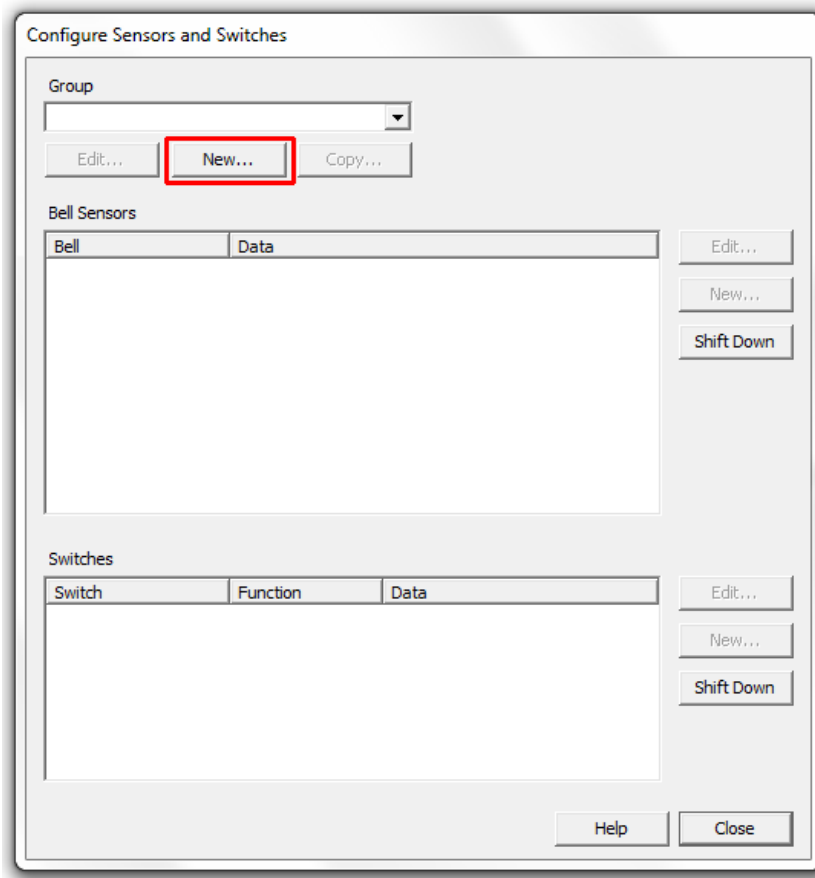 Configure Sensors and Switches
Group
Edit... New... Copy...
Bell Sensors
Bell Data
Edit...
New...
Shift Down
Switches
Switch Function Data
Edit...
New...
Shift Down
Help Close